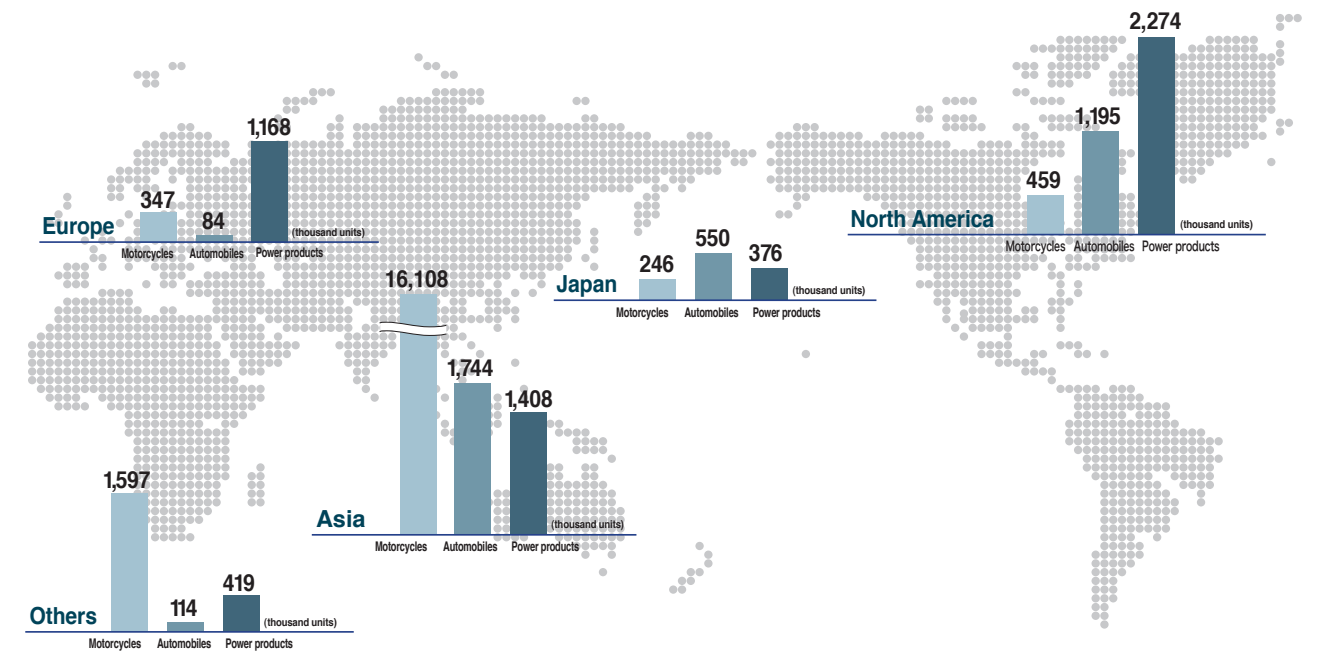 1,168
347
84
Europe
(thousand units)
Motorcycles Automobiles Power products
2,274
1,195
459
North America
(thousand units)
Motorcycles Automobiles Power products
550
246
376
Japan
(thousand units)
Motorcycles Automobiles Power products
16,108
1,744
1,408
Asia
(thousand units)
Motorcycles Automobiles Power products
1,597
419
114
Others
(thousand units)
Motorcycles Automobiles Power products